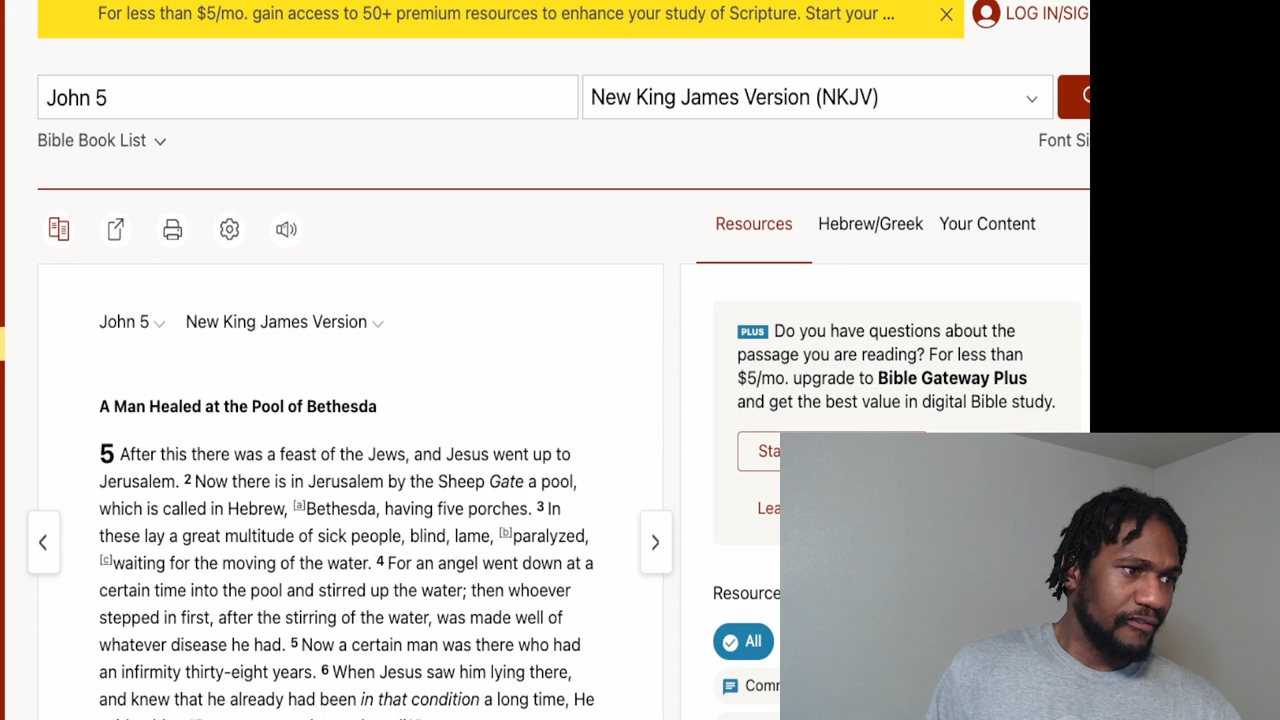 For less than $5/mo. gain access to 50+ premium resources to enhance your study of Scripture. Start your ...
LOG IN/SIG
John 5
New King James Version (NKJV)
Bible Book List
Font Si
Resources Hebrew/Greek Your Content
John 5 New King James Version
PLUS Do you have questions about the
passage you are reading? For less than
$5/mo. upgrade to Bible Gateway Plus
and get the best value in digital Bible study.
Sta
Lea
A Man Healed at the Pool of Bethesda
5 After this there was a feast of the Jews, and Jesus went up to
Jerusalem. 2 Now there is in Jerusalem by the Sheep Gate a pool,
which is called in Hebrew, [a]Bethesda, having five porches. 3 In
these lay a great multitude of sick people, blind, lame, [b]paralyzed,
[c]waiting for the moving of the water. 4 For an angel went down at a
certain time into the pool and stirred up the water; then whoever
stepped in first, after the stirring of the water, was made well of
whatever disease he had. 5 Now a certain man was there who had
an infirmity thirty-eight years. 6 When Jesus saw him lying there,
and knew that he already had been in that condition a long time, He
Resource
All
Comr